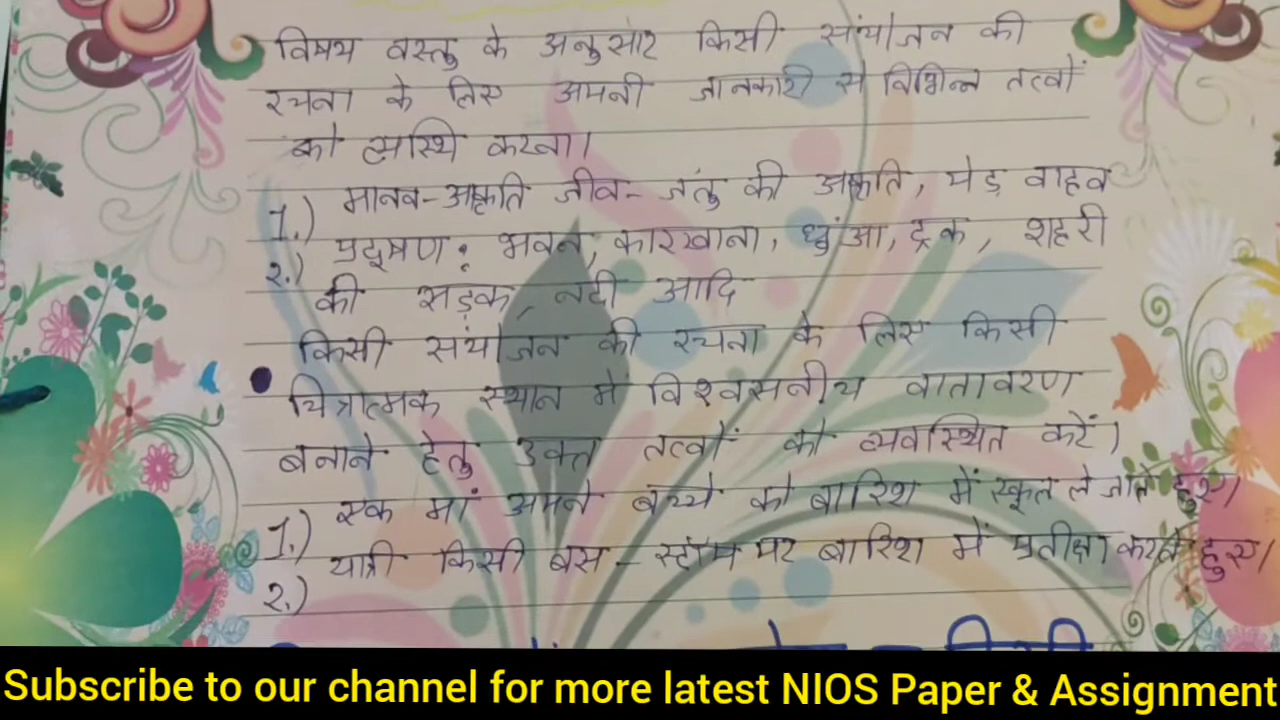 विषय वस्तु के अनुसार किसी संयोजन की
रचना के लिए अपनी जानकारी से विभिन्न तत्वों
को करना।
1.) मानव-आकृति जीव-जंतु की आकृति, पेड़ वाहन
2.) प्रदूषण: भवन, कारखाना, धुंआ, ट्रक, शहरी
की सड़क, नदी आदि
किसी संयोजन की रचना के लिए किसी
चित्रात्मक स्थान मे विश्वसनीय वातावरण
बनाने हेतु उक्त तत्वों को व्यवस्थित करें।
1.) एक मां अपने बच्चे को बारिश में स्कूल ले जाते हुए।
2.) यात्री किसी बस-स्टॉप पर बारिश में प्रतीक्षा करते हुए।
Subscribe to our channel for more latest NIOS Paper & Assignment